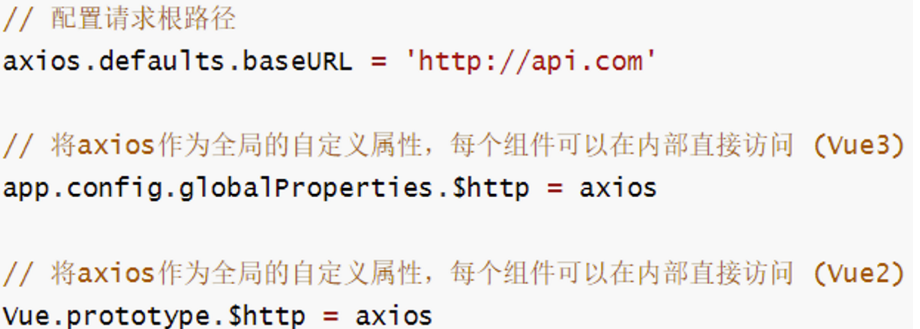 // 配置请求根路径
axios.defaults.baseURL = 'http://api.com'
// 将axios作为全局的自定义属性，每个组件可以在内部直接访问 (Vue3)
app.config.globalProperties.$http = axios
// 将axios作为全局的自定义属性，每个组件可以在内部直接访问 (Vue2)
Vue.prototype.$http = axios